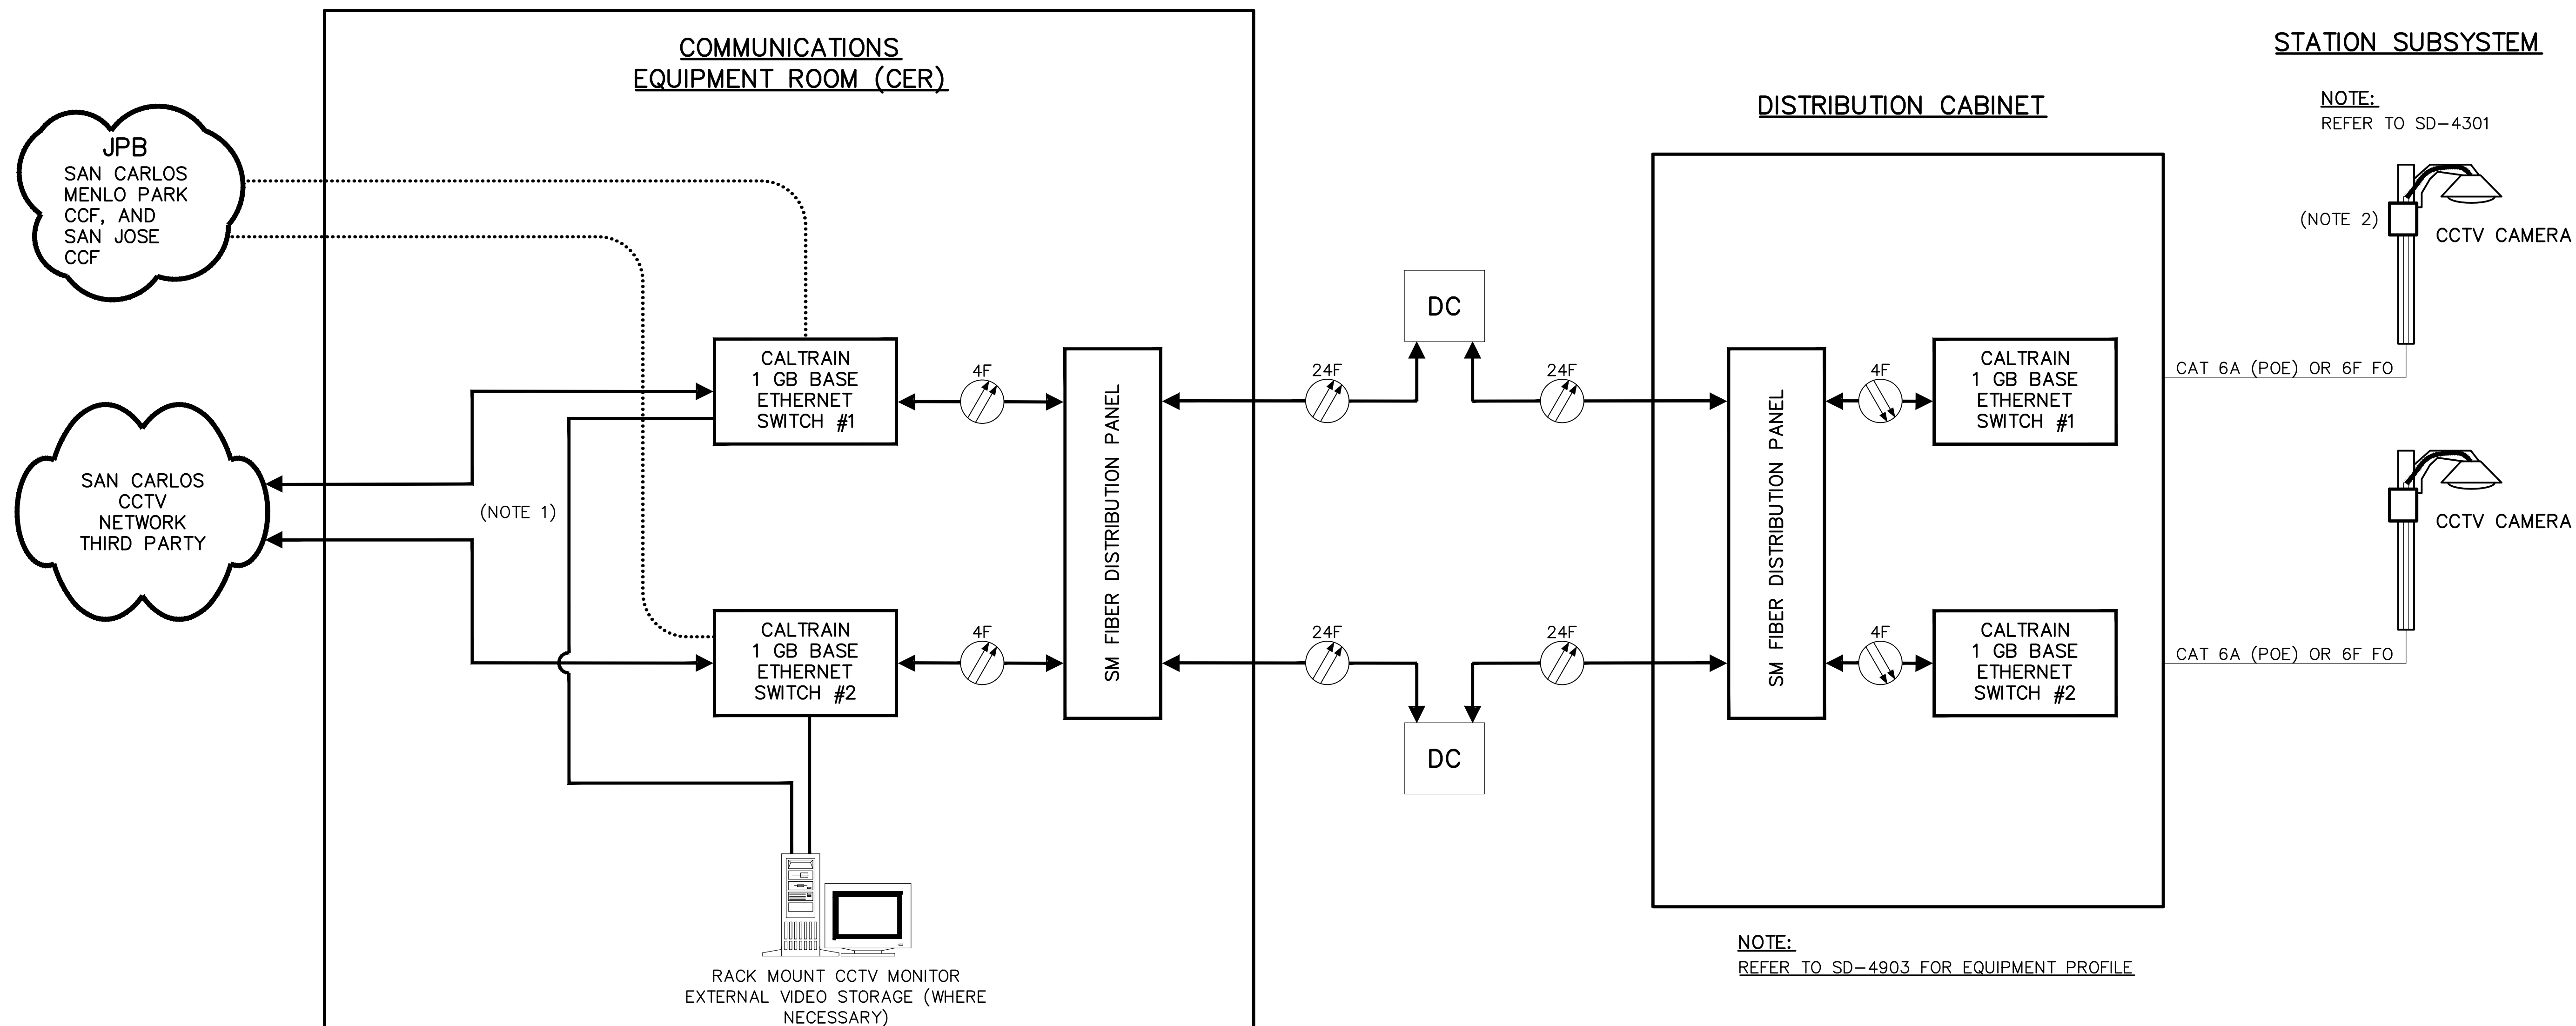 COMMUNICATIONS
EQUIPMENT ROOM (CER)
STATION SUBSYSTEM
DISTRIBUTION CABINET
NOTE:
REFER TO SD-4301
JPB
SAN CARLOS
MENLO PARK
CCF, AND
SAN JOSE
CCF
(NOTE 2)
CCTV CAMERA
DC
CALTRAIN
1 GB BASE
ETHERNET
SWITCH #1
4F
SM FIBER DISTRIBUTION PANEL
24F
24F
SM FIBER DISTRIBUTION PANEL
4F
CALTRAIN
1 GB BASE
ETHERNET
SWITCH #1
CAT 6A (POE) OR 6F FO
SAN CARLOS
CCTV
NETWORK
THIRD PARTY
(NOTE 1)
CCTV CAMERA
CALTRAIN
1 GB BASE
ETHERNET
SWITCH #2
4F
24F
24F
4F
CALTRAIN
1 GB BASE
ETHERNET
SWITCH #2
CAT 6A (POE) OR 6F FO
DC
NOTE:
REFER TO SD-4903 FOR EQUIPMENT PROFILE
RACK MOUNT CCTV MONITOR
EXTERNAL VIDEO STORAGE (WHERE
NECESSARY)